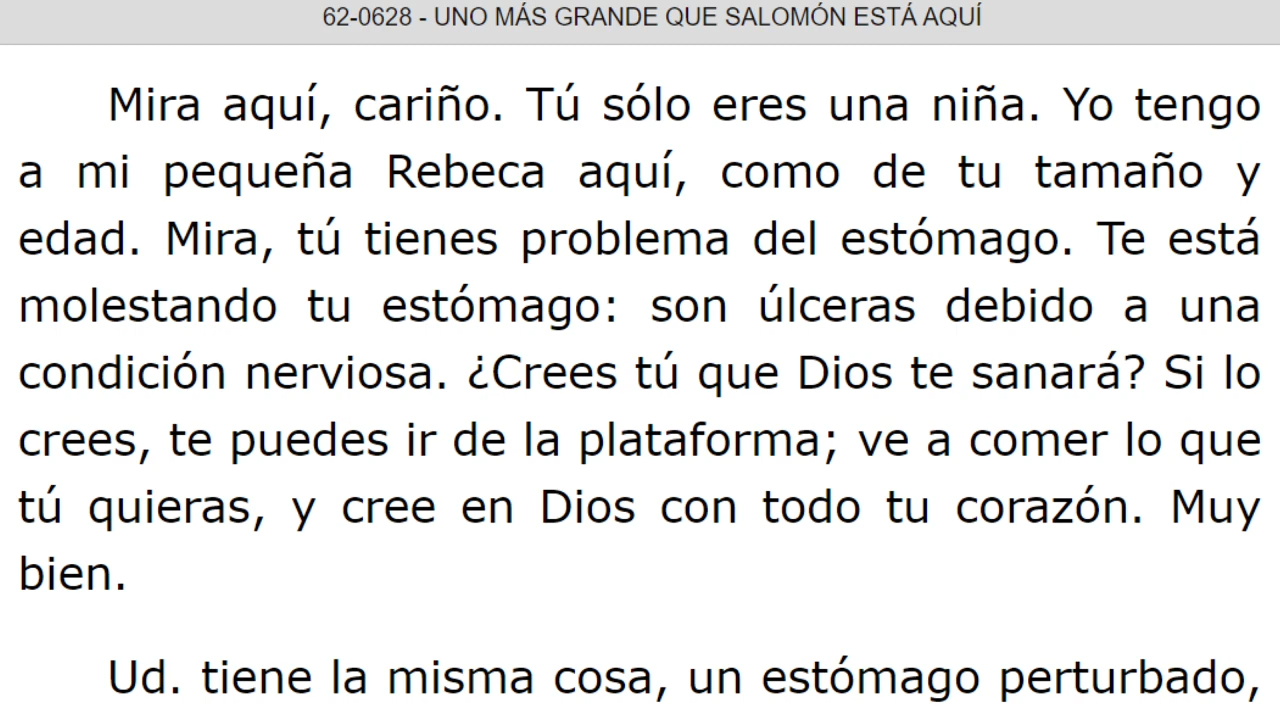 62-0628 - UNO MÁS GRANDE QUE SALOMÓN ESTÁ AQUÍ
Mira aquí, cariño. Tú sólo eres una niña. Yo tengo
a mi pequeña Rebeca aquí, como de tu tamaño y
edad. Mira, tú tienes problema del estómago. Te está
molestando tu estómago: son úlceras debido a una
condición nerviosa. ¿Crees tú que Dios te sanará? Si lo
crees, te puedes ir de la plataforma; ve a comer lo que
tú quieras, y cree en Dios con todo tu corazón. Muy
bien.
Ud. tiene la misma cosa, un estómago perturbado,